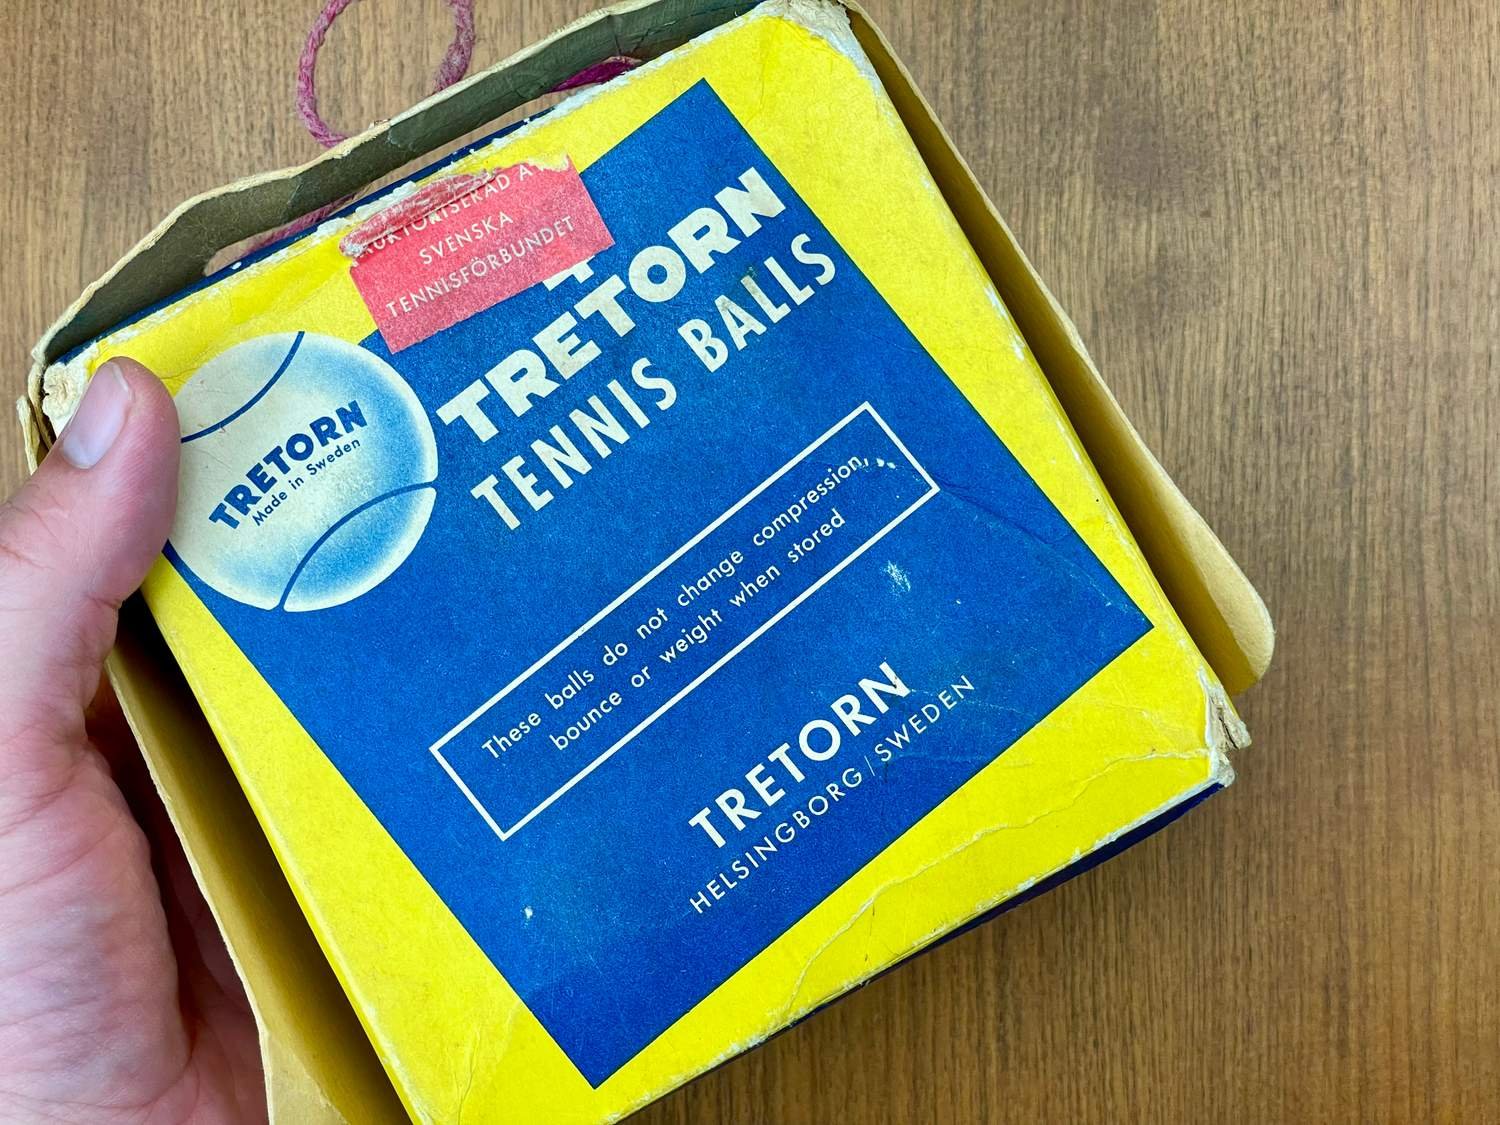 AUKTORISERAD A
SVENSKA
TENNISFÖRBUNDET
4
TRETORN
TENNIS BALLS
TRETORN
Made in Sweden
These balls do not change compression,
bounce or weight when stored
TRETORN
HELSINGBORG/SWEDEN